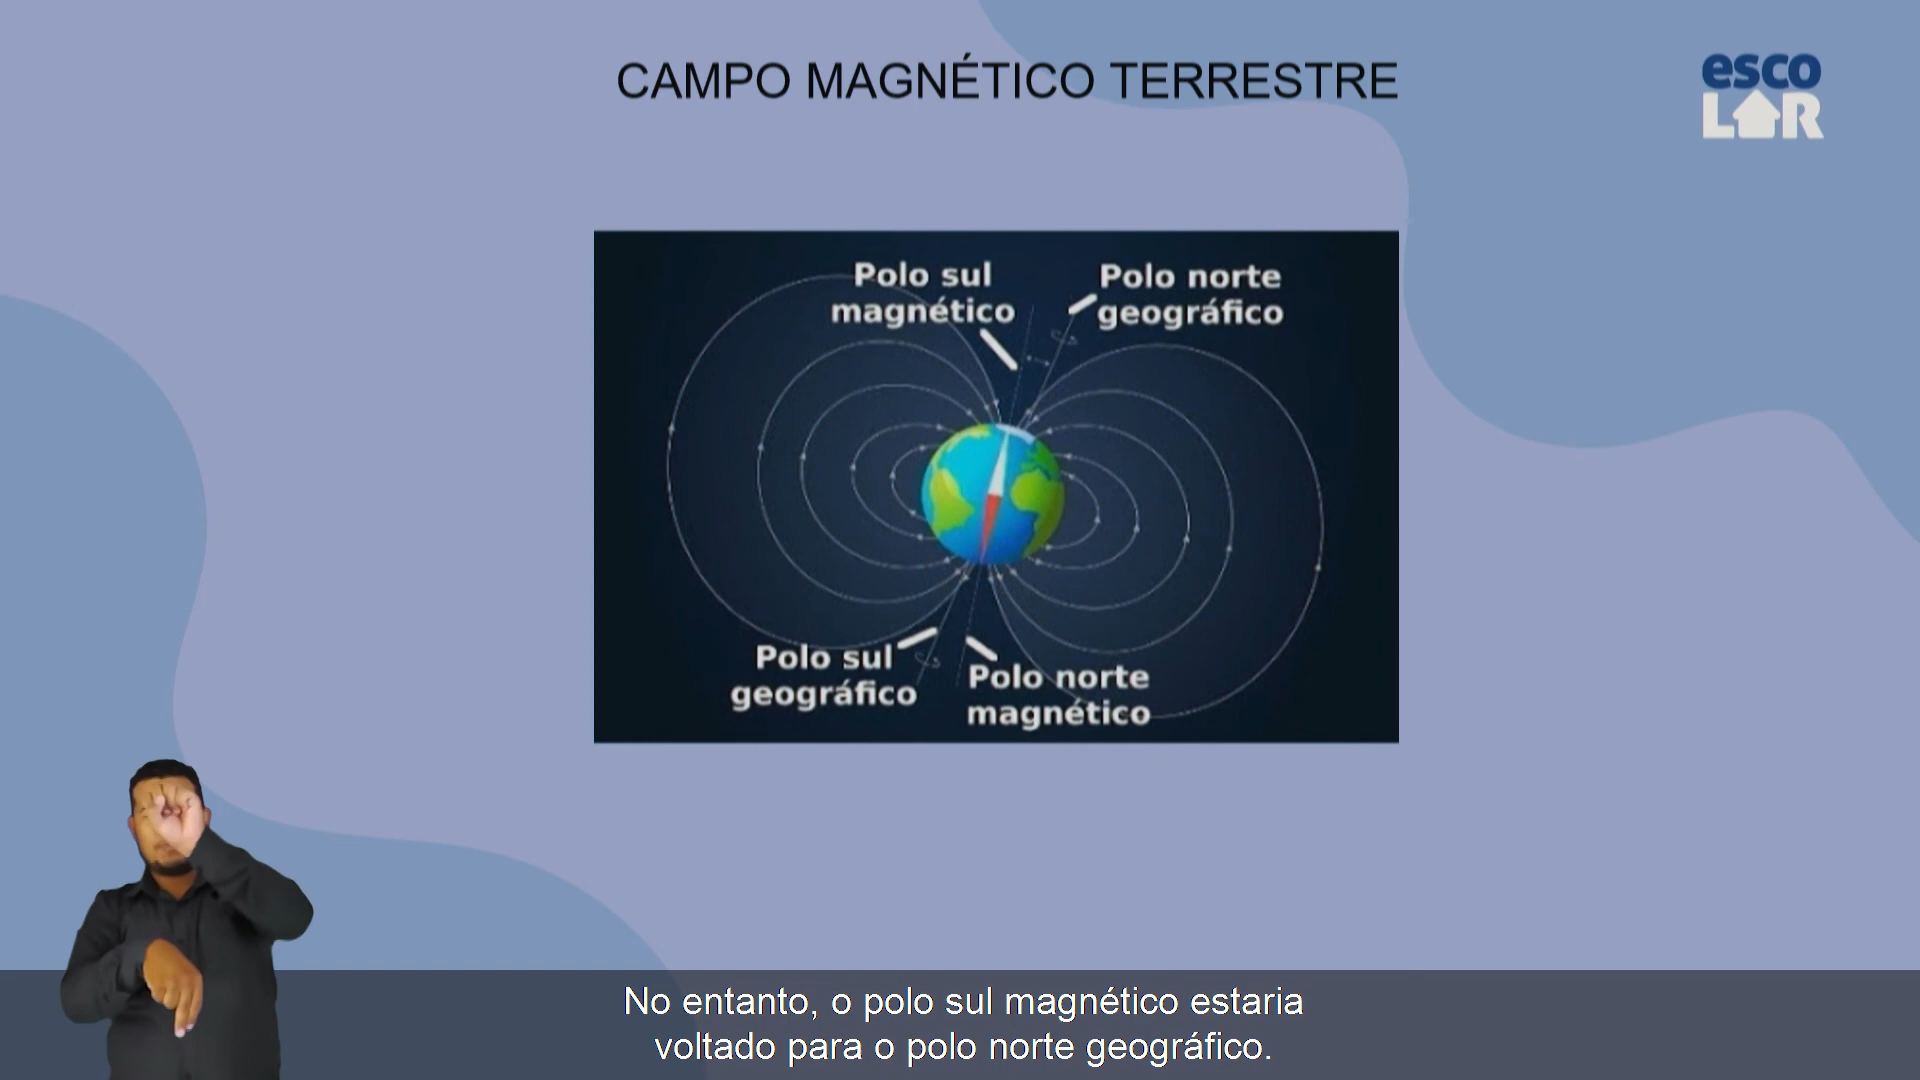 CAMPO MAGNÉTICO TERRESTRE
esco
LAR
Polo sul
magnético
Polo norte
geográfico
Polo sul
geográfico
Polo norte
magnético
No entanto, o polo sul magnético estaria
voltado para o polo norte geográfico.